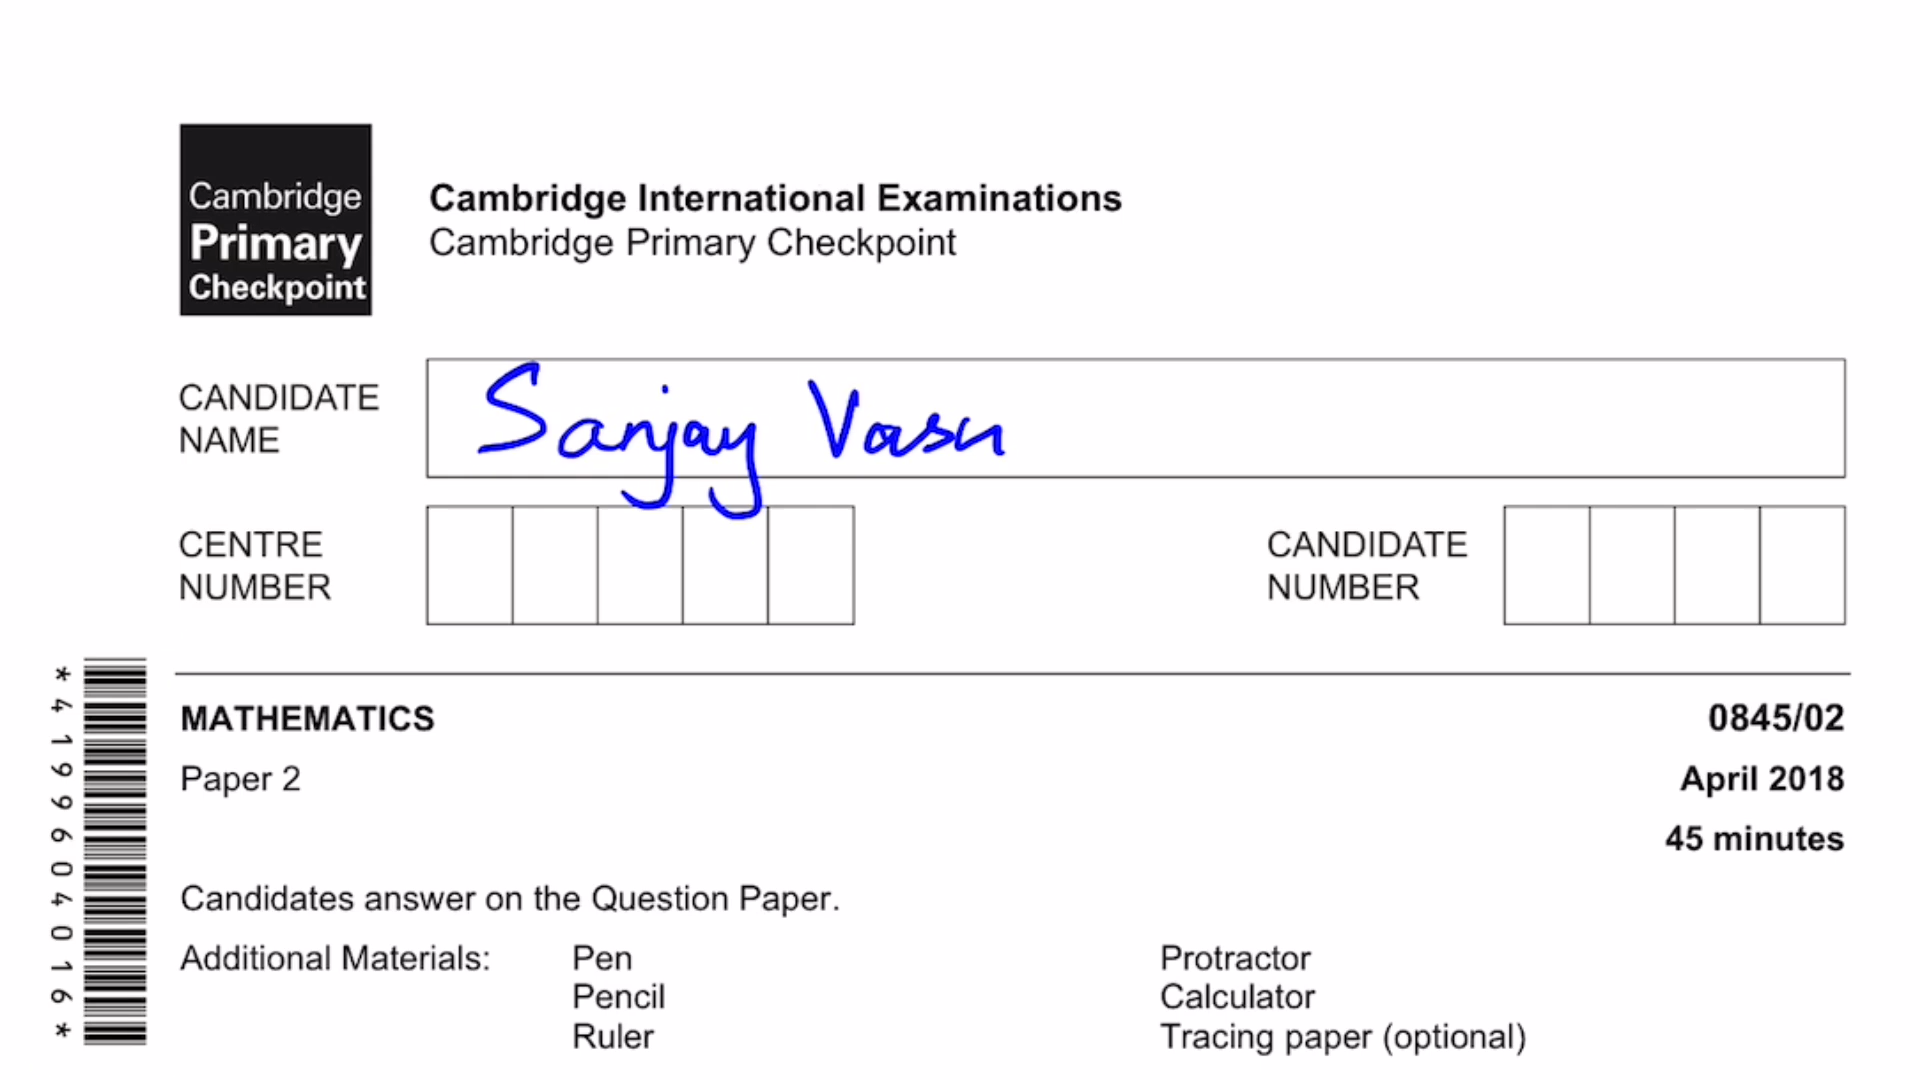 Cambridge
Primary
Checkpoint
Cambridge International Examinations
Cambridge Primary Checkpoint
CANDIDATE
NAME
Sanjay Vasu
CENTRE
NUMBER
CANDIDATE
NUMBER
*4199604016*
MATHEMATICS
0845/02
Paper 2
April 2018
45 minutes
Candidates answer on the Question Paper.
Additional Materials:
Pen
Protractor
Pencil
Calculator
Ruler
Tracing paper (optional)